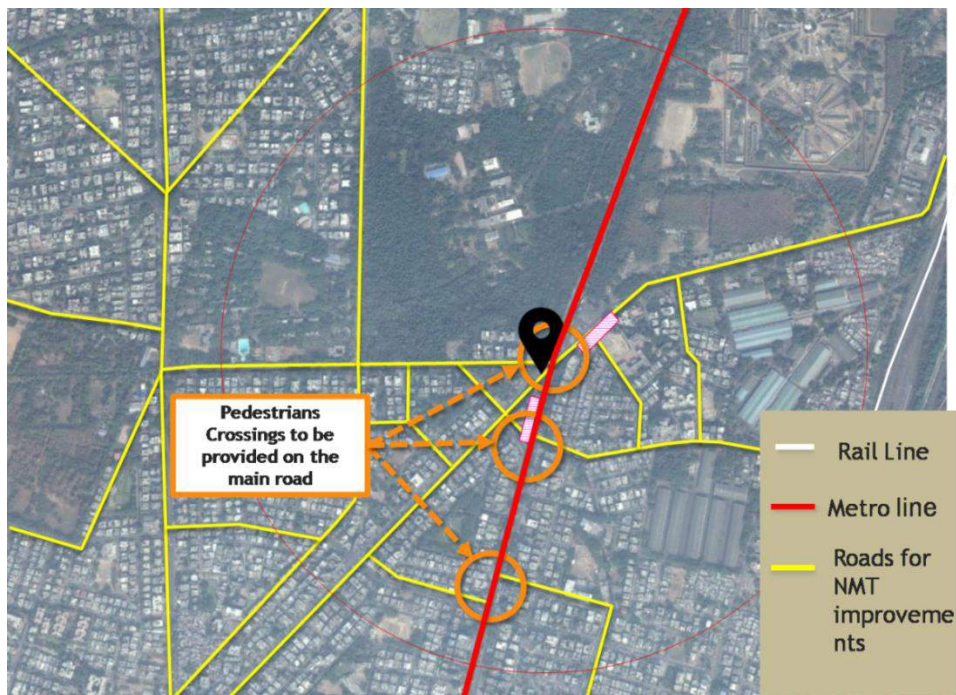 Pedestrians
Crossings to be
provided on the
main road
Rail Line
Metro line
Roads for
NMT
improveme
nts